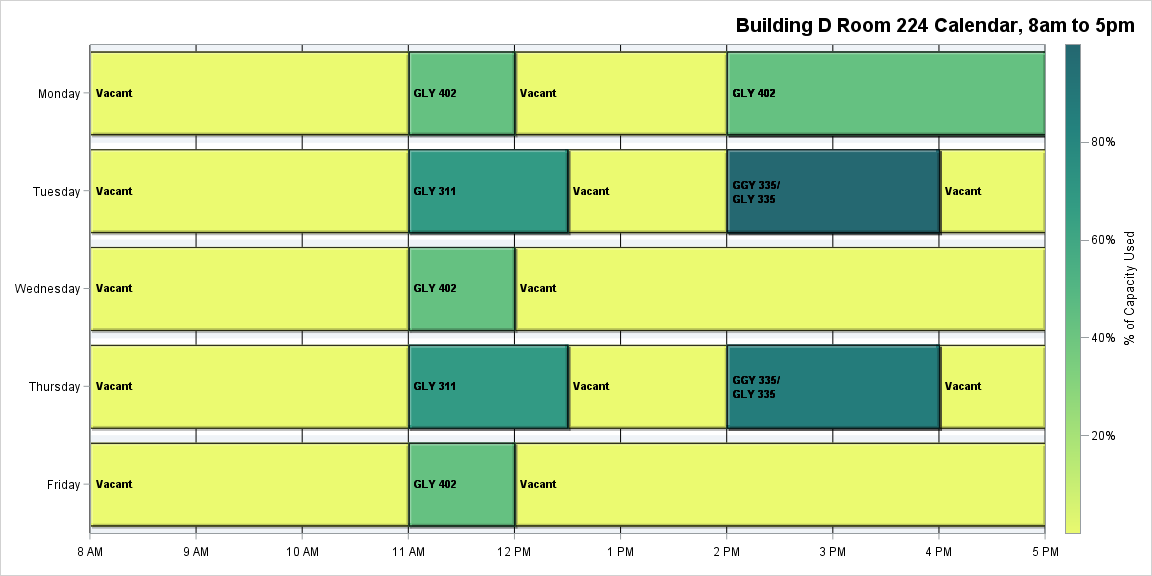 Building D Room 224 Calendar, 8am to 5pm
Monday
Vacant
GLY 402
Vacant
GLY 402
Tuesday
Vacant
GLY 311
Vacant
GGY 335/
GLY 335
Vacant
Wednesday
Vacant
GLY 402
Vacant
Thursday
Vacant
GLY 311
Vacant
GGY 335/
GLY 335
Vacant
Friday
Vacant
GLY 402
Vacant
8 AM
9 AM
10 AM
11 AM
12 PM
1 PM
2 PM
3 PM
4 PM
5 PM
80%
60%
40%
20%
% of Capacity Used